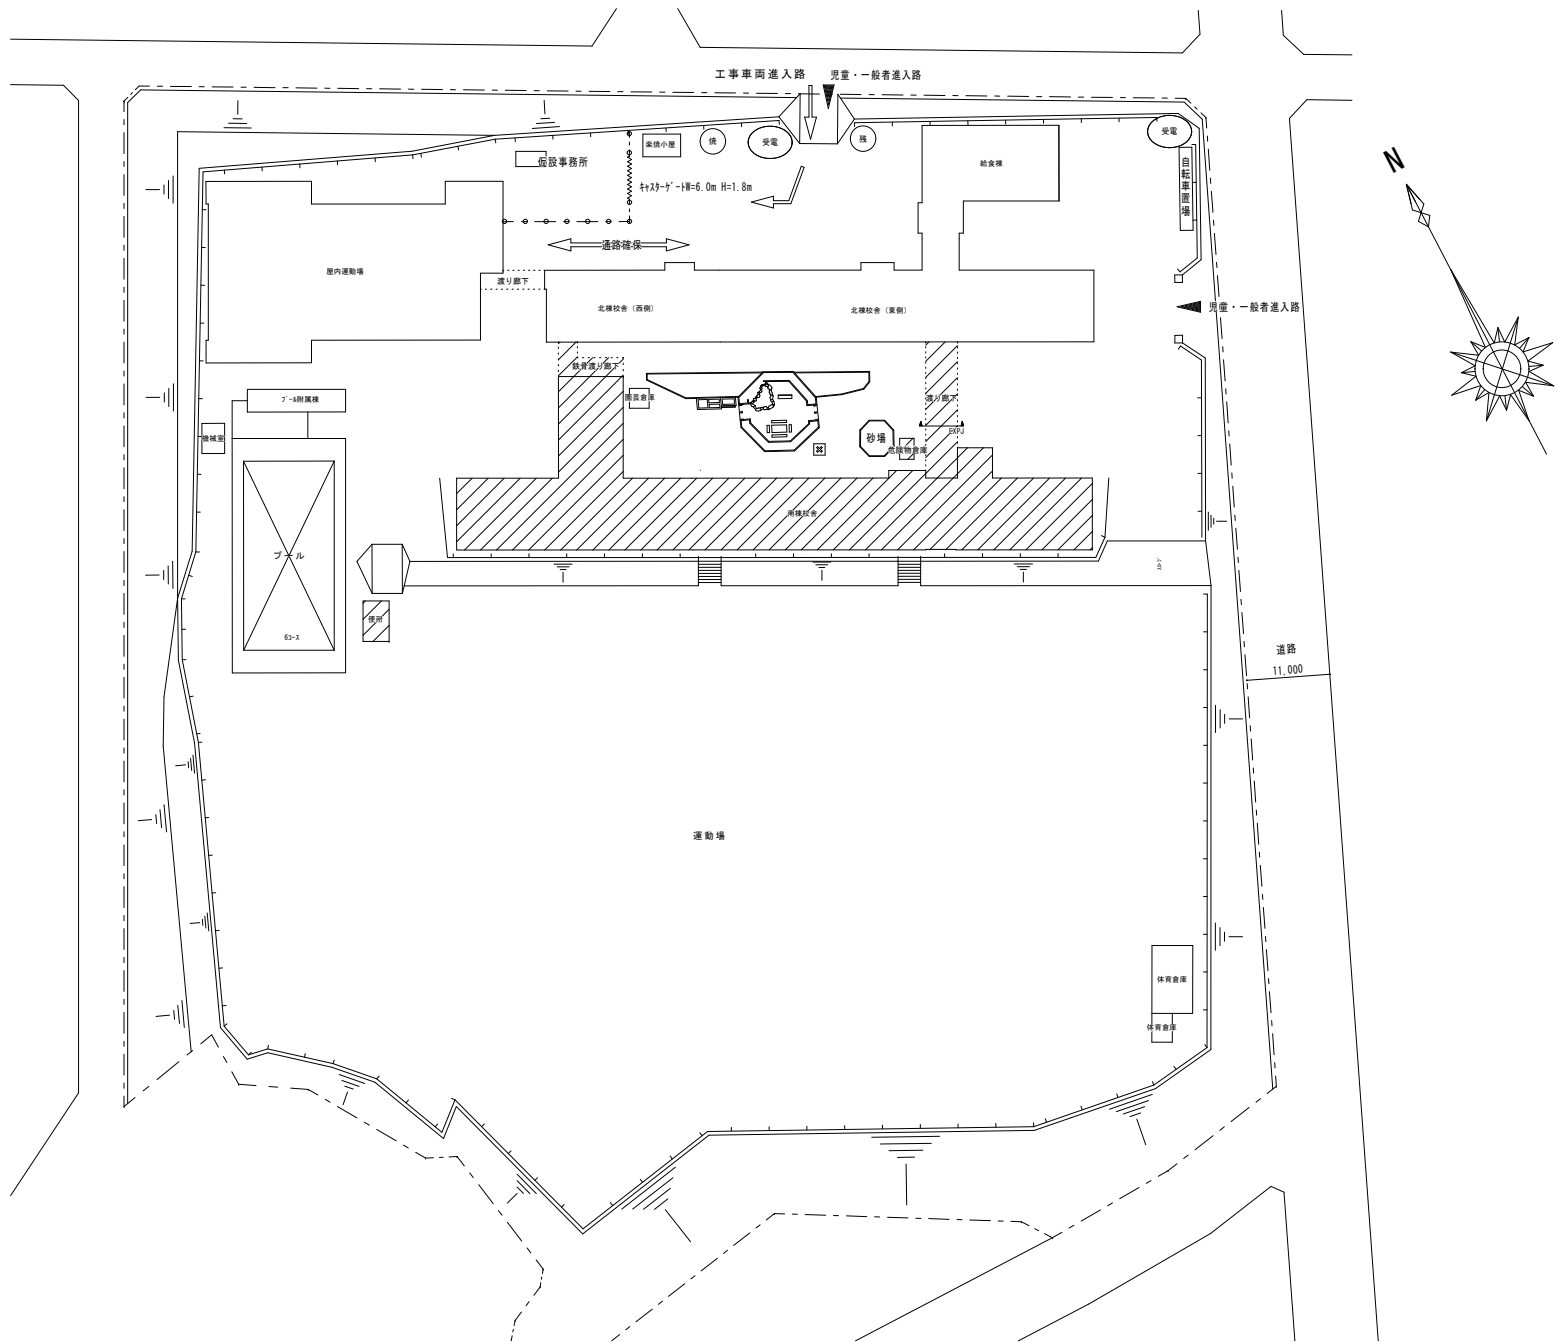 工事車両進入路
児童・一般者進入路
N
楽焼小屋
焼
受電
残
受電
仮設事務所
給食棟
自転車置場
ｷｬｽﾀｰｹﾞｰﾄW=6.0m H=1.8m
通路確保
屋内運動場
渡り廊下
北棟校舎（西側）
北棟校舎（東側）
児童・一般者進入路
鉄骨渡り廊下
園芸倉庫
渡り廊下
ﾌﾟｰﾙ附属棟
機械室
砂場
EXPJ
危険物倉庫
南棟校舎
プール
ｽﾛｰﾌﾟ
便所
6ｺｰｽ
道路
11,000
運動場
体育倉庫
体育倉庫